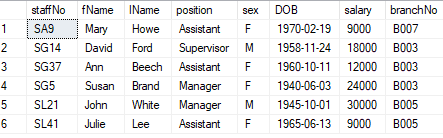 staffNo fName lName position sex DOB salary branchNo
1 SA9 Mary Howe Assistant F 1970-02-19 9000 B007
2 SG14 David Ford Supervisor M 1958-11-24 18000 B003
3 SG37 Ann Beech Assistant F 1960-10-11 12000 B003
4 SG5 Susan Brand Manager F 1940-06-03 24000 B003
5 SL21 John White Manager M 1945-10-01 30000 B005
6 SL41 Julie Lee Assistant F 1965-06-13 9000 B005